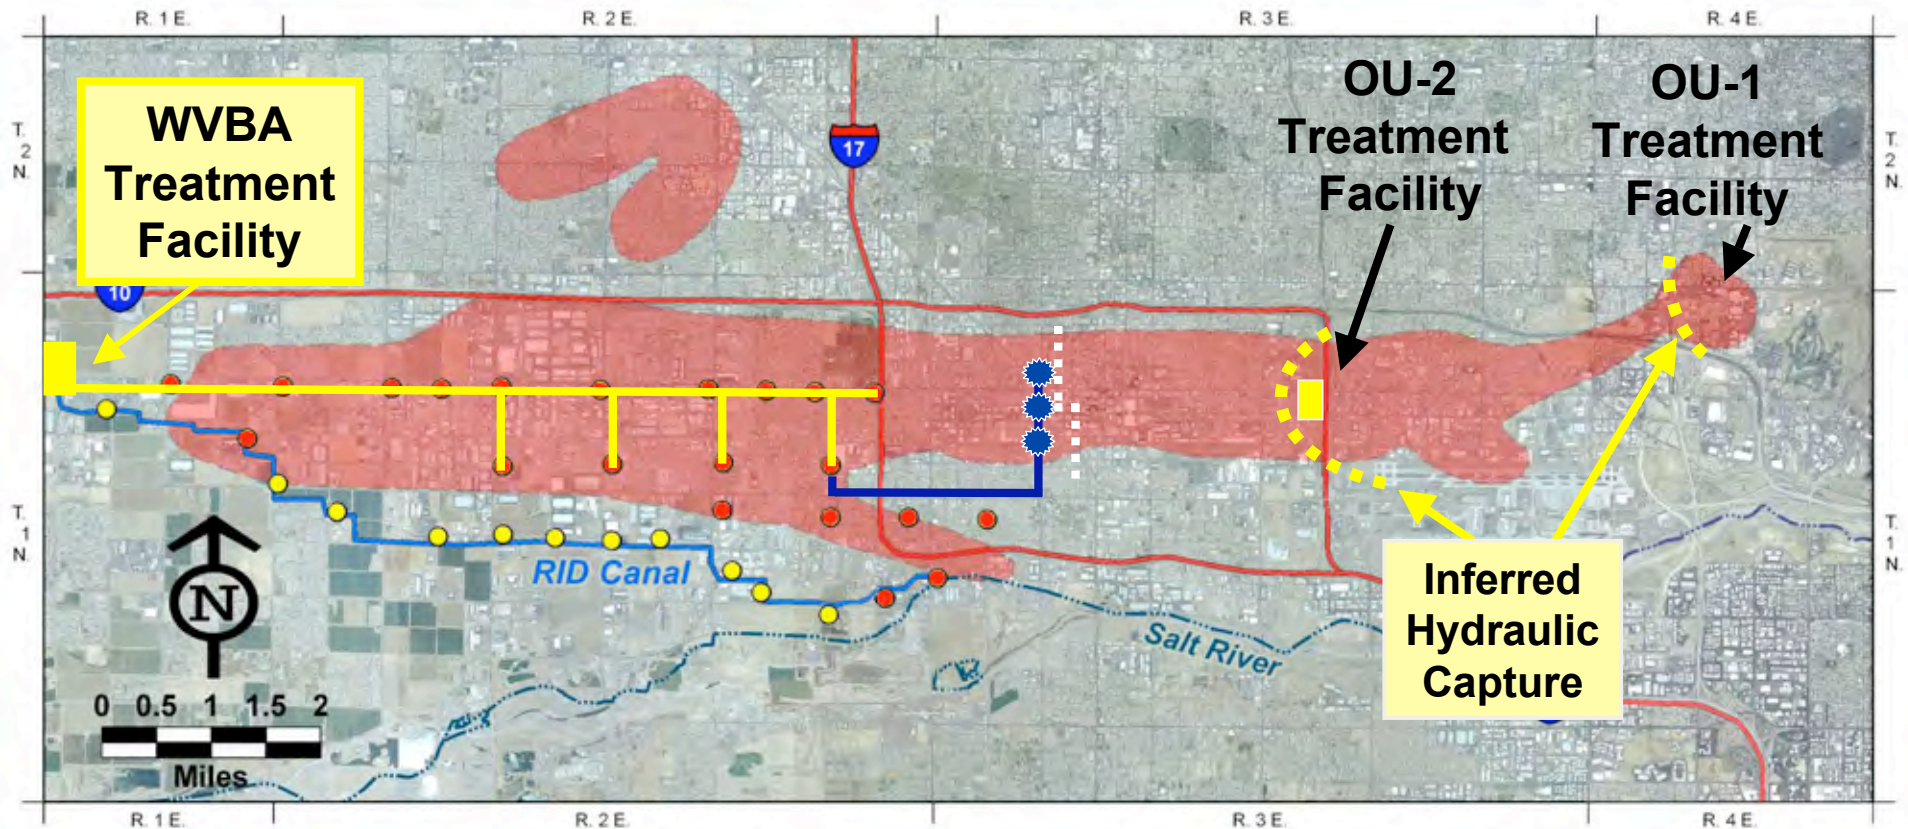 R. 1 E.
R. 2 E.
R. 3 E.
R. 4 E.
T.
2
N.
T.
2
N.
WVBA
Treatment
Facility
17
OU-2
Treatment
Facility
OU-1
Treatment
Facility
10
T.
1
N.
T.
1
N.
RID Canal
Salt River
Inferred
Hydraulic
Capture
N
0 0.5 1 1.5 2
Miles
R. 1 E.
R. 2 E.
R. 3 E.
R. 4 E.